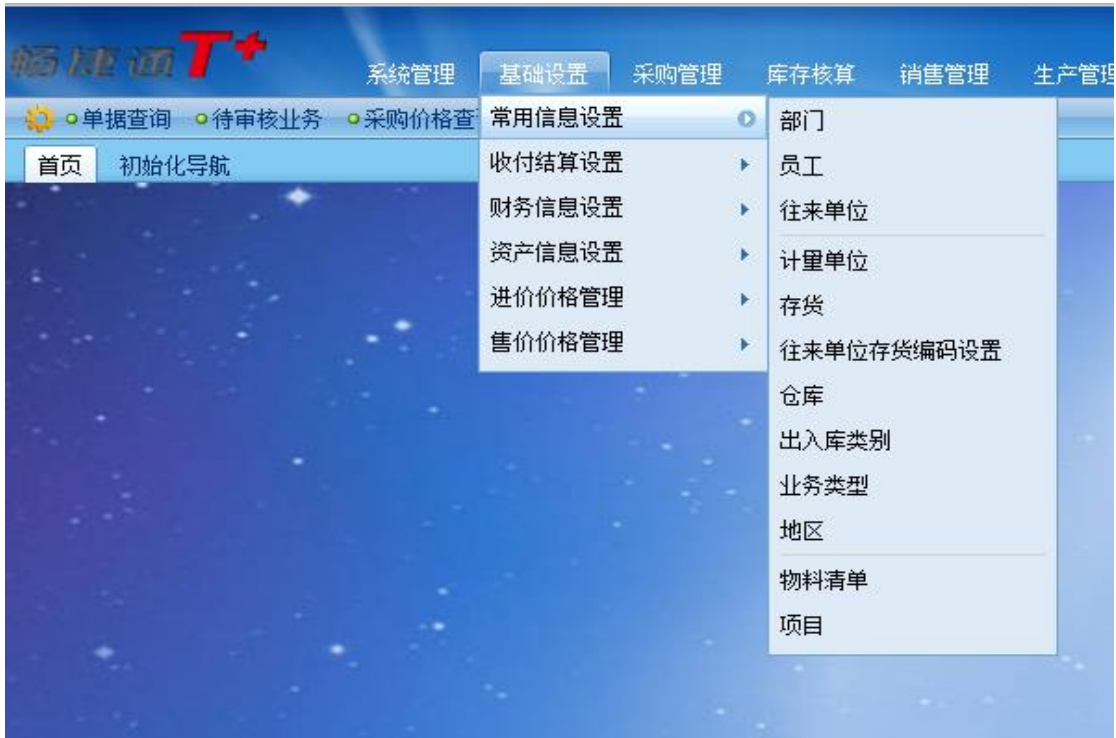 畅捷通T+
系统管理 基础设置 采购管理 库存核算 销售管理 生产管理
单据查询 待审核业务 采购价格查
首页 初始化导航
常用信息设置
收付结算设置
财务信息设置
资产信息设置
进价价格管理
售价价格管理
部门
员工
往来单位
计量单位
存货
往来单位存货编码设置
仓库
出入库类别
业务类型
地区
物料清单
项目